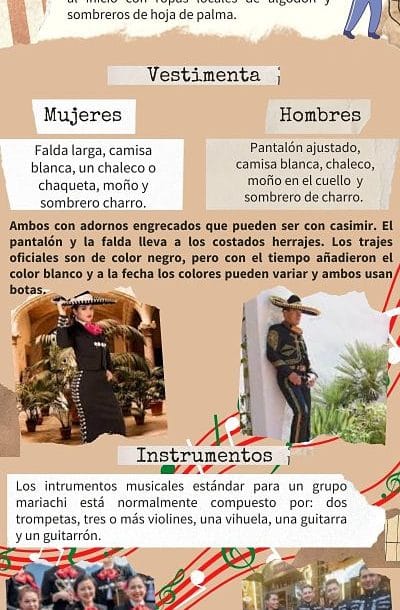 al inicio con ropas locales de algodón y
sombreros de hoja de palma.
Vestimenta
Mujeres
Hombres
Falda larga, camisa
blanca, un chaleco o
chaqueta, moño y
sombrero charro.
Pantalón ajustado,
camisa blanca, chaleco,
moño en el cuello y
sombrero de charro.
Ambos con adornos engrecados que pueden ser con casimir. El
pantalón y la falda lleva a los costados herrajes. Los trajes
oficiales son de color negro, pero con el tiempo añadieron el
color blanco y a la fecha los colores pueden variar y ambos usan
botas.
Instrumentos
Los intrumentos musicales estándar para un grupo
mariachi está normalmente compuesto por: dos
trompetas, tres o más violines, una vihuela, una guitarra
y un guitarrón.